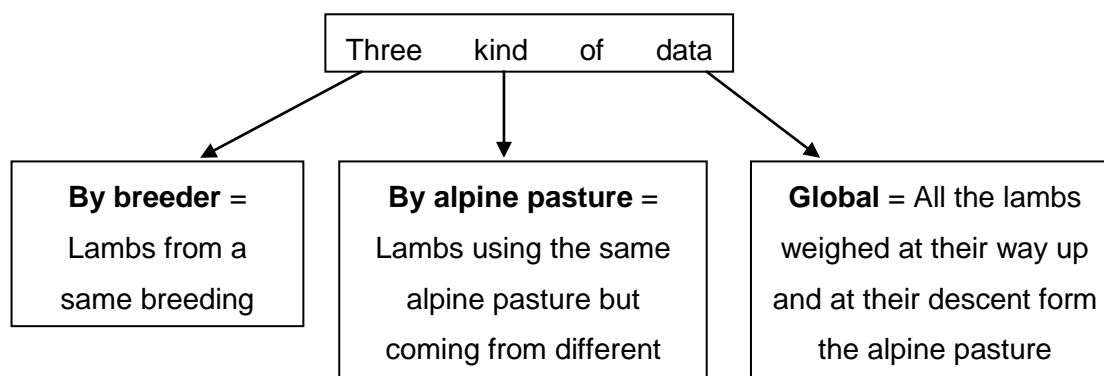 Three kind of data
By breeder =
Lambs from a
same breeding
By alpine pasture =
Lambs using the same
alpine pasture but
coming from different
Global = All the lambs
weighed at their way up
and at their descent form
the alpine pasture